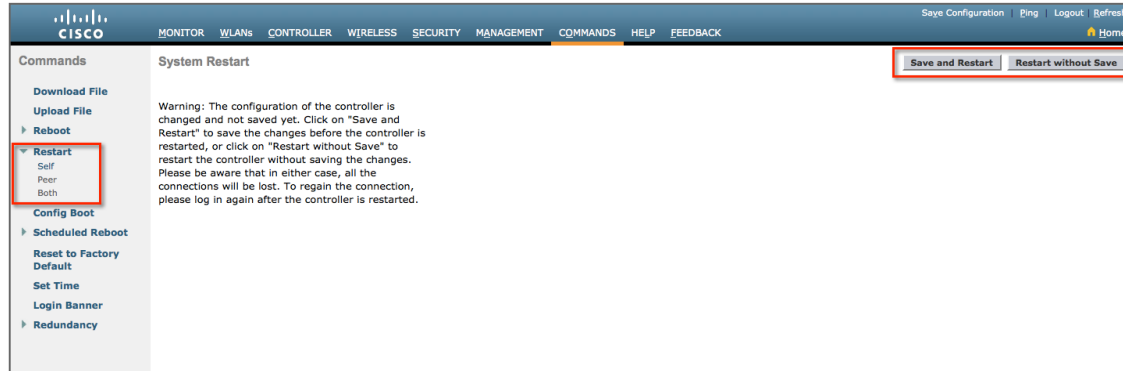 Save Configuration | Ping | Logout | Refresh
CISCO MONITOR WLANs CONTROLLER WIRELESS SECURITY MANAGEMENT COMMANDS HELP FEEDBACK Home
Commands
Download File
Upload File
Reboot
Restart
Self
Peer
Both
Config Boot
Scheduled Reboot
Reset to Factory
Default
Set Time
Login Banner
Redundancy
System Restart
Save and Restart Restart without Save
Warning: The configuration of the controller is
changed and not saved yet. Click on "Save and
Restart" to save the changes before the controller is
restarted, or click on "Restart without Save" to
restart the controller without saving the changes.
Please be aware that in either case, all the
connections will be lost. To regain the connection,
please log in again after the controller is restarted.